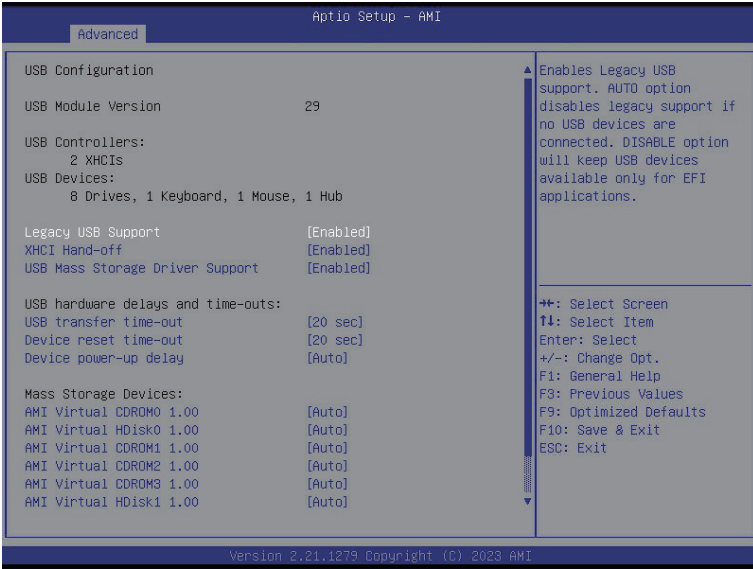 Aptio Setup – AMI
Advanced
USB Configuration
USB Module Version 29
USB Controllers:
2 XHCIs
USB Devices:
8 Drives, 1 Keyboard, 1 Mouse, 1 Hub
Legacy USB Support [Enabled]
XHCI Hand-off [Enabled]
USB Mass Storage Driver Support [Enabled]
USB hardware delays and time-outs:
USB transfer time-out [20 sec]
Device reset time-out [20 sec]
Device power-up delay [Auto]
Mass Storage Devices:
AMI Virtual CDROM0 1.00 [Auto]
AMI Virtual HDisk0 1.00 [Auto]
AMI Virtual CDROM1 1.00 [Auto]
AMI Virtual CDROM2 1.00 [Auto]
AMI Virtual CDROM3 1.00 [Auto]
AMI Virtual HDisk1 1.00 [Auto]
Enables Legacy USB
support. AUTO option
disables legacy support if
no USB devices are
connected. DISABLE option
will keep USB devices
available only for EFI
applications.
→←: Select Screen
↑↓: Select Item
Enter: Select
+/-: Change Opt.
F1: General Help
F3: Previous Values
F9: Optimized Defaults
F10: Save & Exit
ESC: Exit
Version 2.21.1279 Copyright (C) 2023 AMI